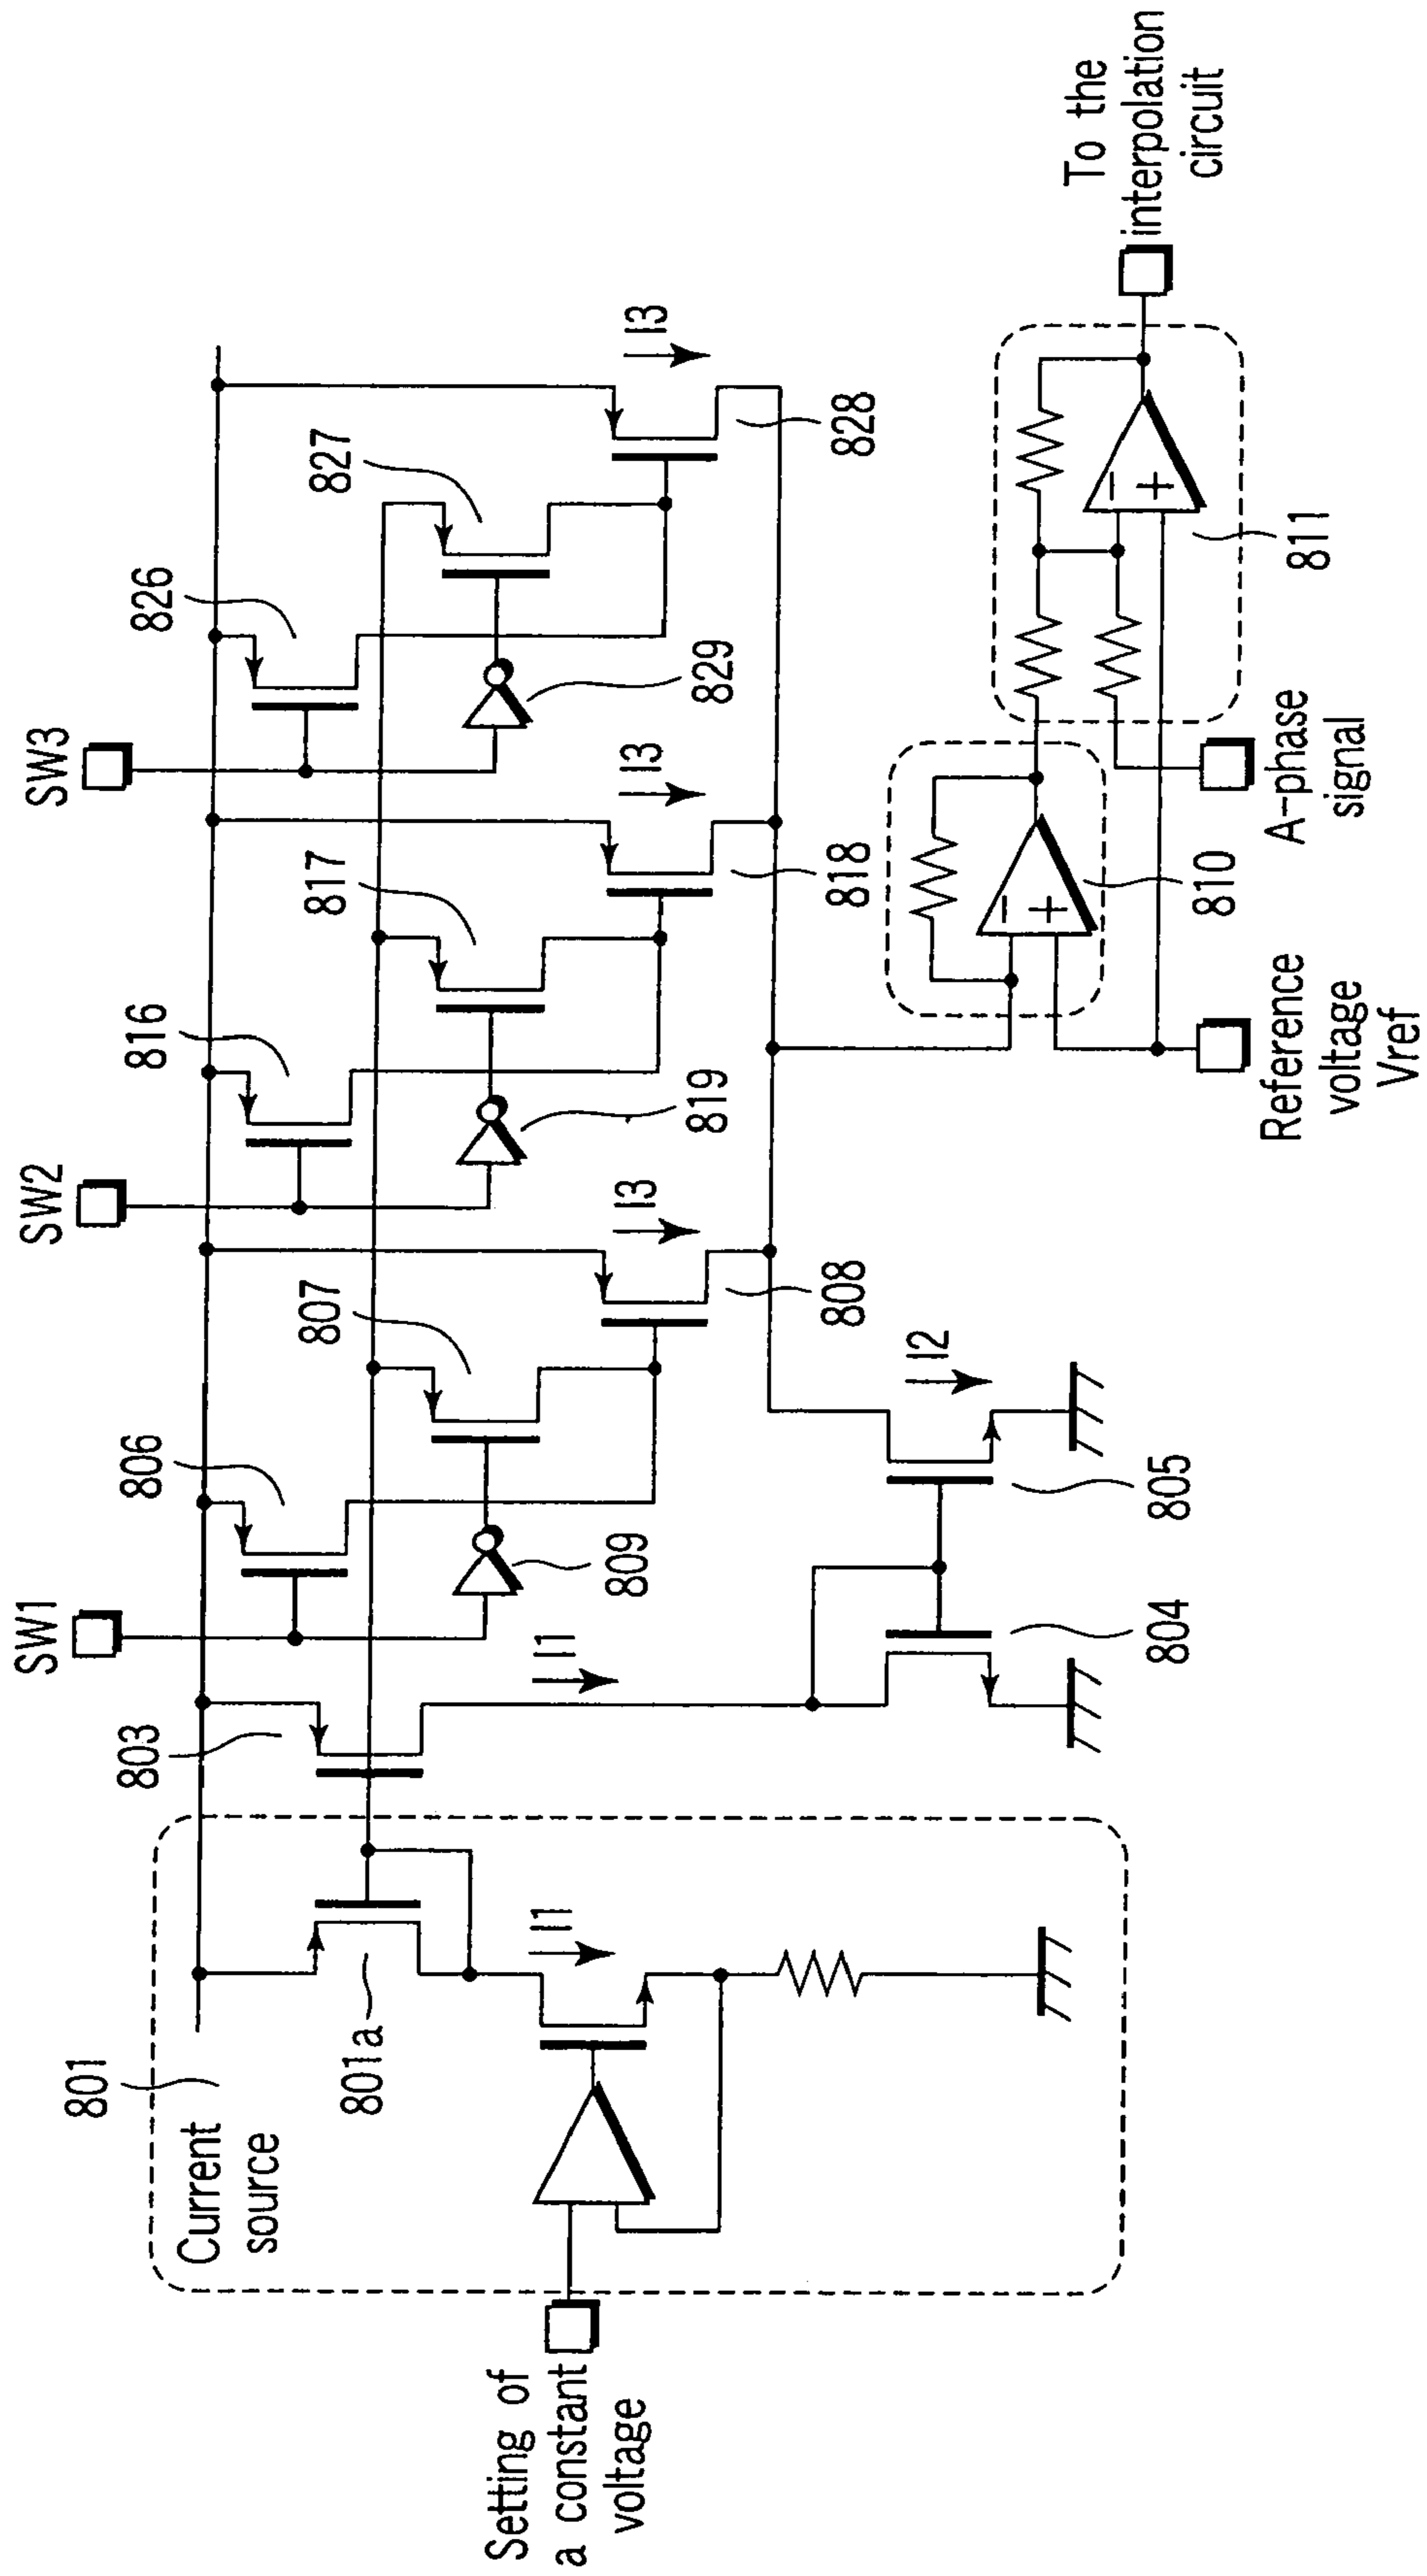 SW1
SW2
SW3
801
Current
source
801a
I1
Setting of
a constant
voltage
803
I1
804
805
I2
806
807
808
809
I3
816
817
818
819
I3
826
827
828
829
I3
810
811
Reference
voltage
Vref
A-phase
signal
To the
interpolation
circuit